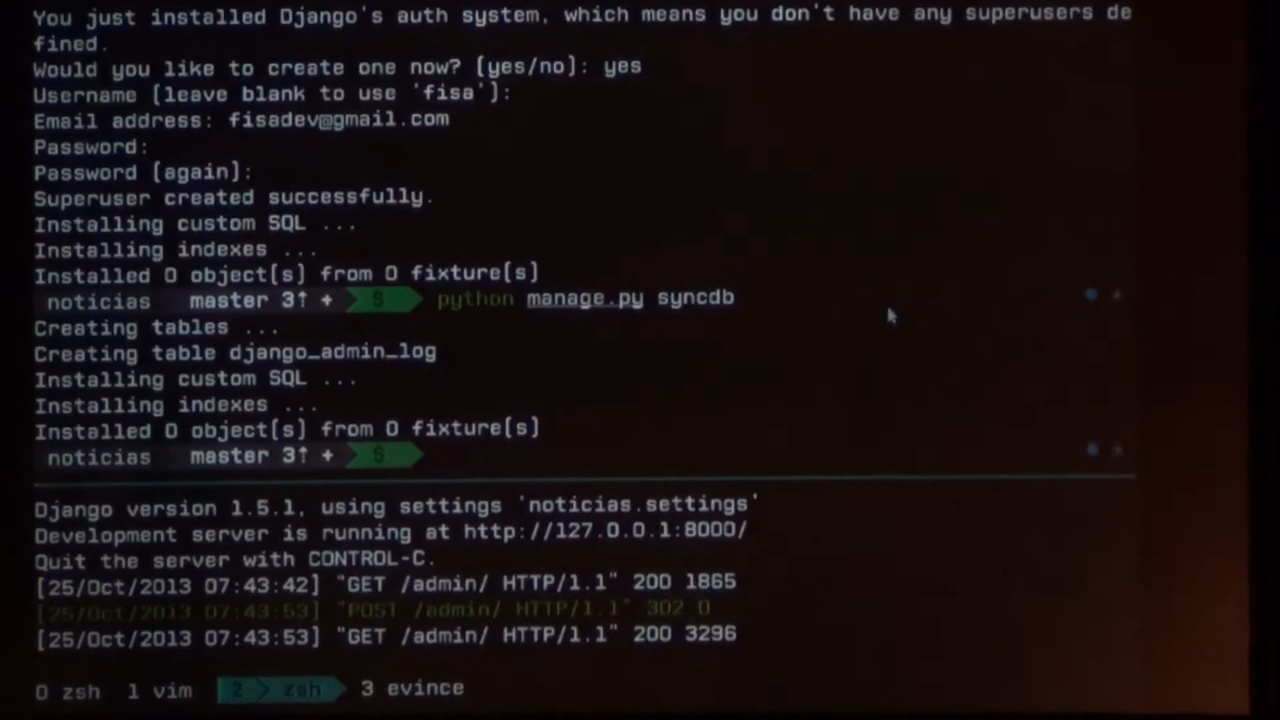 You just installed Django's auth system, which means you don't have any superusers de
fined.
Would you like to create one now? (yes/no): yes
Username (leave blank to use 'fisa'):
Email address: fisadev@gmail.com
Password:
Password (again):
Superuser created successfully.
Installing custom SQL ...
Installing indexes ...
Installed 0 object(s) from 0 fixture(s)
noticias master 3↑ + S python manage.py syncdb
Creating tables ...
Creating table django_admin_log
Installing custom SQL ...
Installing indexes ...
Installed 0 object(s) from 0 fixture(s)
noticias master 3↑ + S
Django version 1.5.1, using settings 'noticias.settings'
Development server is running at http://127.0.0.1:8000/
Quit the server with CONTROL-C.
[25/Oct/2013 07:43:42] "GET /admin/ HTTP/1.1" 200 1865
[25/Oct/2013 07:43:53] "POST /admin/ HTTP/1.1" 302 0
[25/Oct/2013 07:43:53] "GET /admin/ HTTP/1.1" 200 3296
0 zsh 1 vim 2 zsh 3 evince